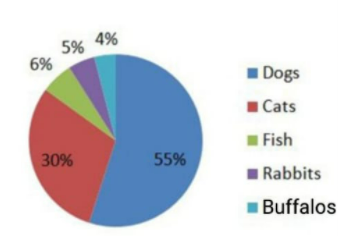 5%
4%
6%
30%
55%
Dogs
Cats
Fish
Rabbits
Buffalos